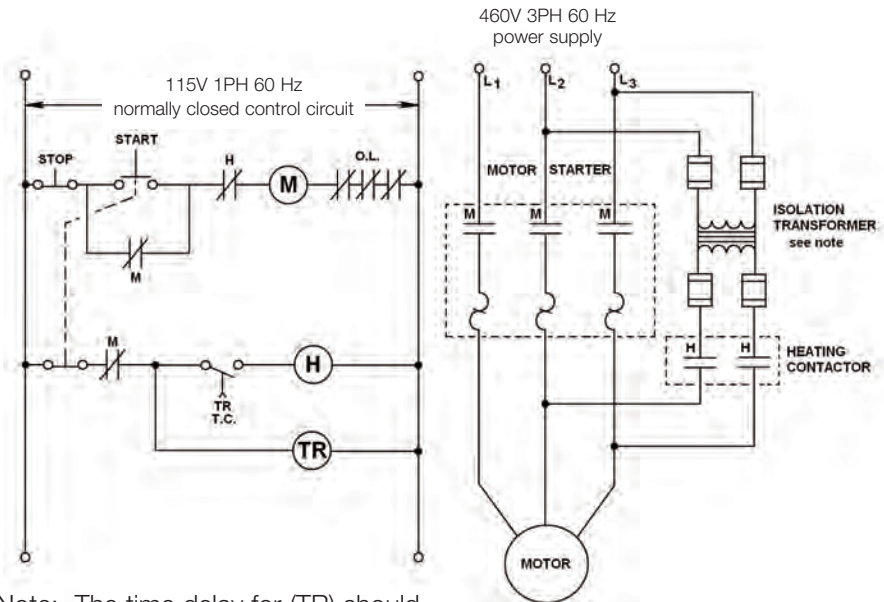 460V 3PH 60 Hz
power supply
L1
L2
L3
115V 1PH 60 Hz
normally closed control circuit
START
STOP
H
M
O.L.
M
MOTOR STARTER
M
M
M
ISOLATION
TRANSFORMER
see note
M
H
TR
T.C.
TR
H
H
HEATING
CONTACTOR
MOTOR
Note: The time delay for (TR) should